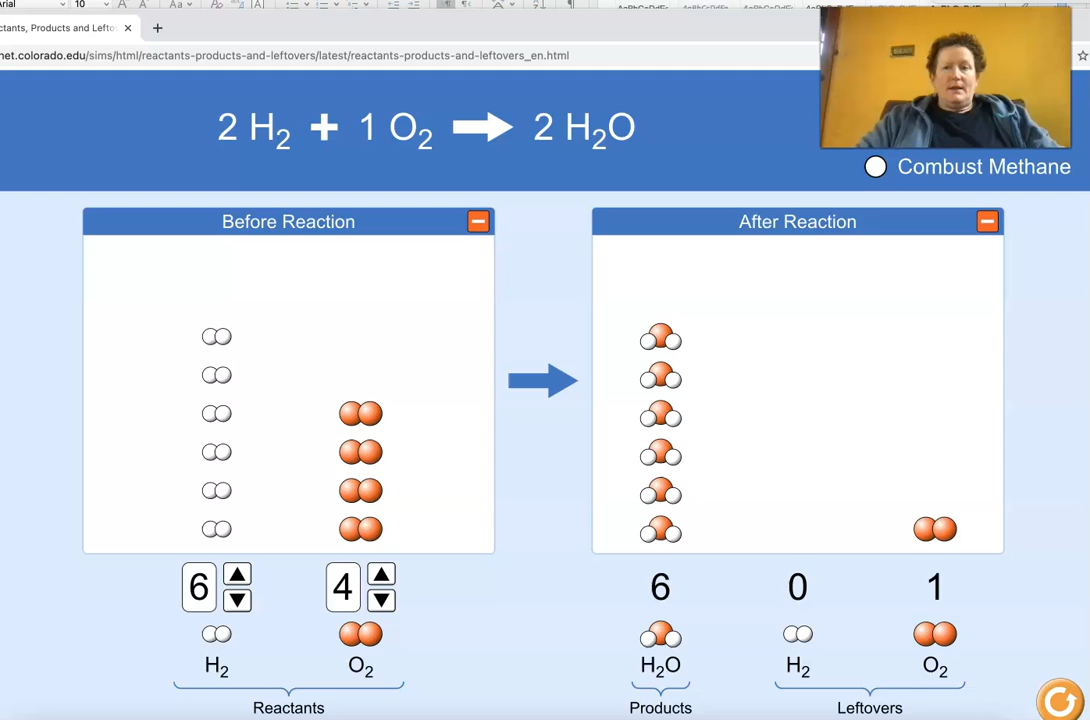 10
Aa
ctants, Products and Lefto
net.colorado.edu/sims/html/reactants-products-and-leftovers/latest/reactants-products-and-leftovers_en.html
2 H₂ + 1 O₂ → 2 H₂O
Combust Methane
Before Reaction
After Reaction
6 4 6 0 1
H₂ O₂ H₂O H₂ O₂
Reactants Products Leftovers